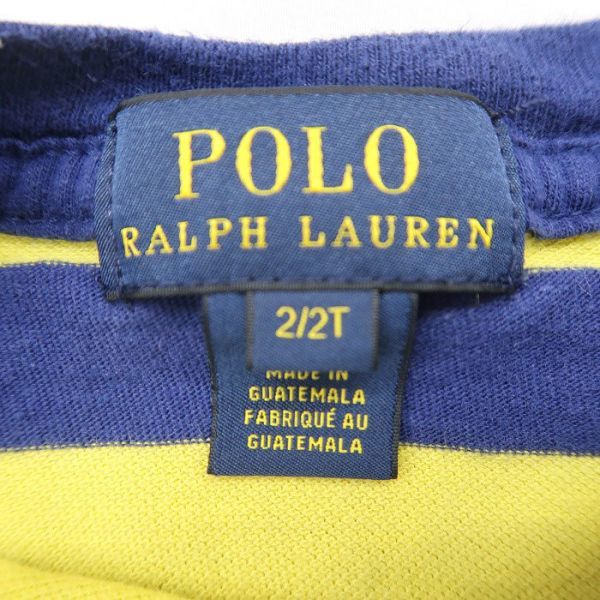 POLO
RALPH LAUREN
2/2T
MADE IN
GUATEMALA
FABRIQUÉ AU
GUATEMALA